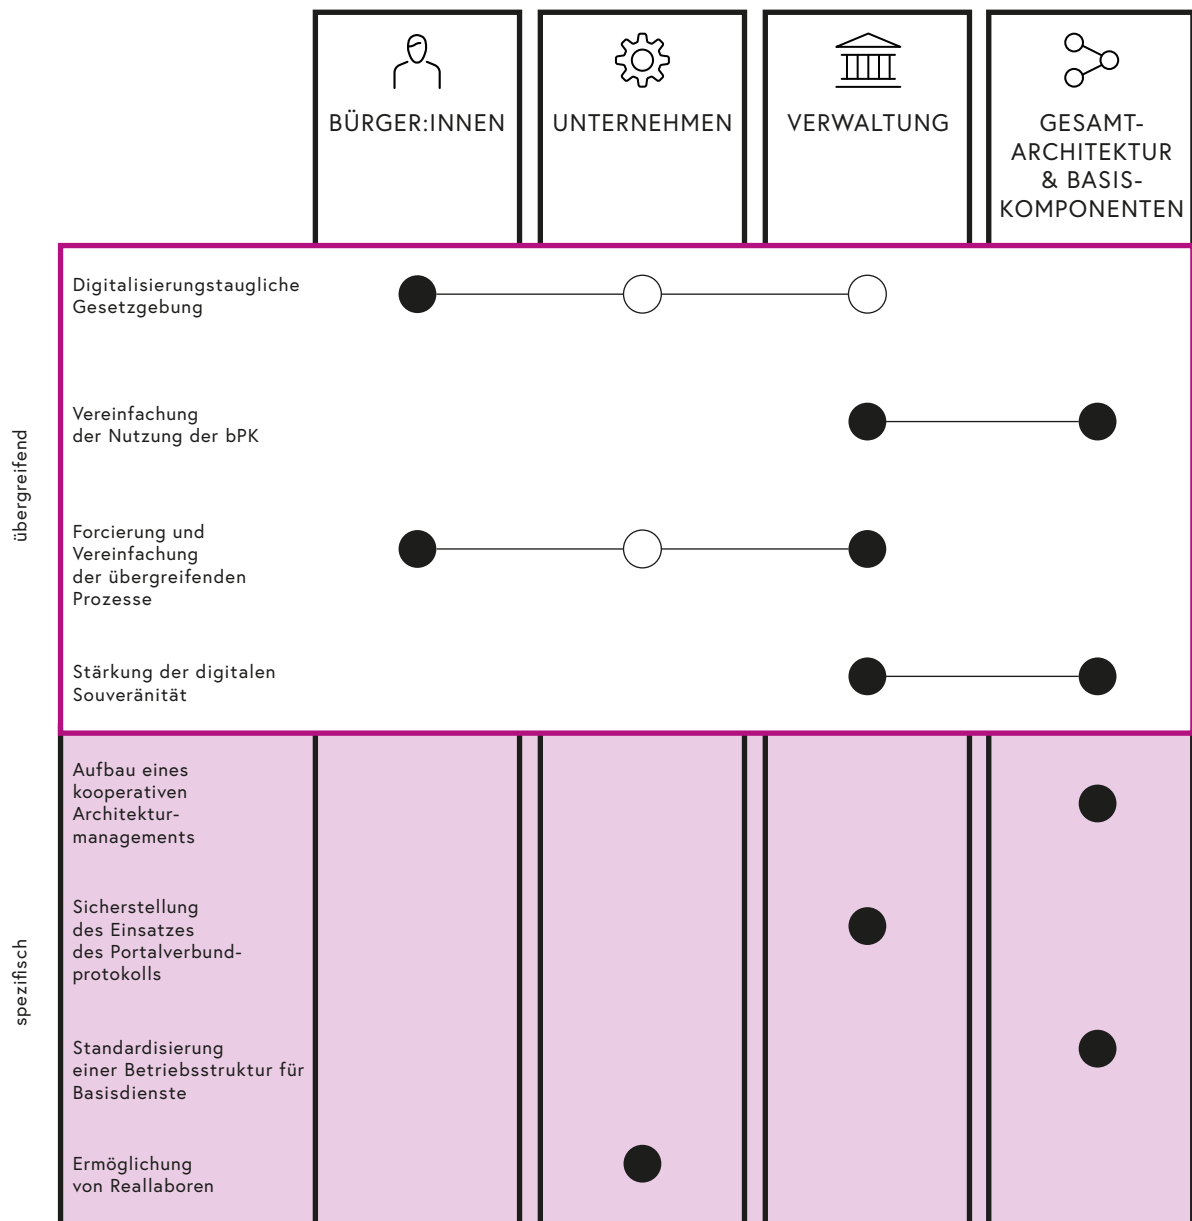 BÜRGER:INNEN
UNTERNEHMEN
VERWALTUNG
GESAMT-
ARCHITEKTUR
& BASIS-
KOMPONENTEN
übergreifend
Digitalisierungstaugliche
Gesetzgebung
Vereinfachung
der Nutzung der bPK
Forcierung und
Vereinfachung
der übergreifenden
Prozesse
Stärkung der digitalen
Souveränität
spezifisch
Aufbau eines
kooperativen
Architektur-
managements
Sicherstellung
des Einsatzes
des Portalverbund-
protokolls
Standardisierung
einer Betriebsstruktur für
Basisdienste
Ermöglichung
von Reallaboren